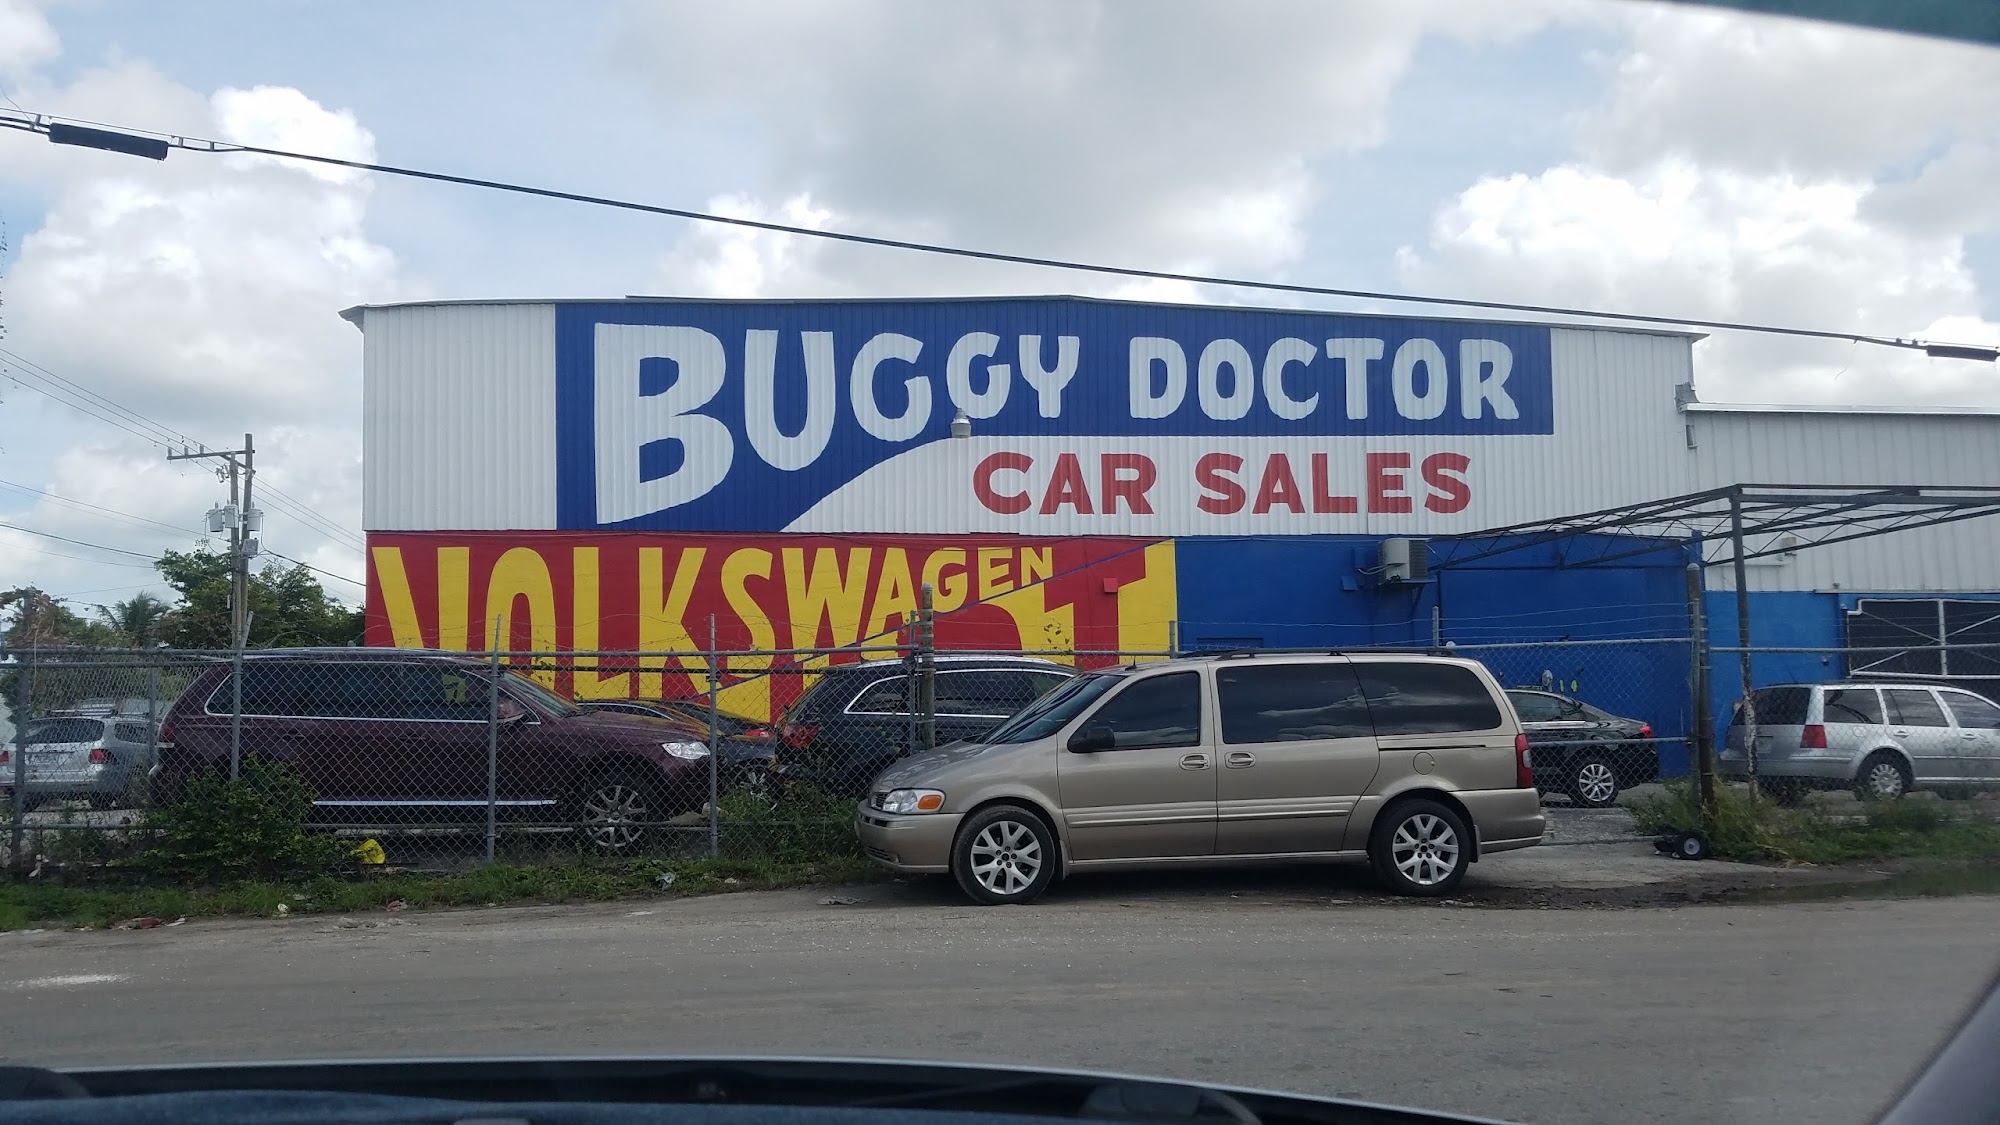 BUGGY DOCTOR
CAR SALES
VOLKSWAGEN